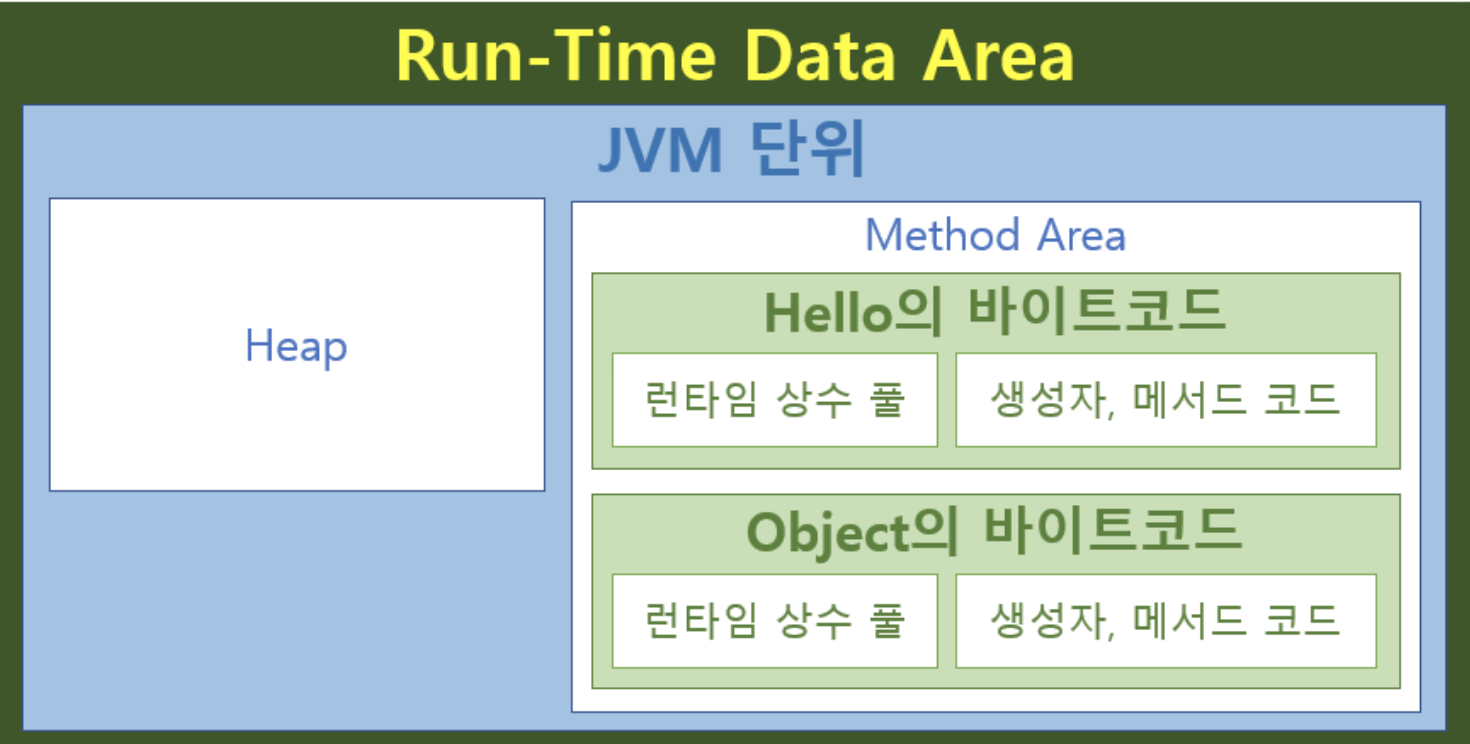 Run-Time Data Area
JVM 단위
Heap
Method Area
Hello의 바이트코드
런타임 상수 풀
생성자, 메서드 코드
Object의 바이트코드
런타임 상수 풀
생성자, 메서드 코드